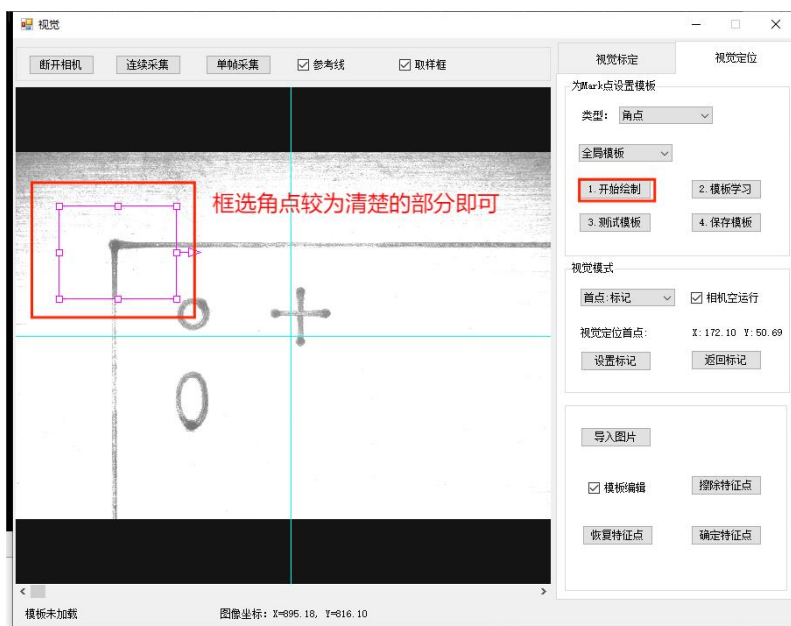 视觉
断开相机 连续采集 单帧采集 参考线 取样框
视觉标定 视觉定位
为Mark点设置模板
类型: 角点
全局模板
1.开始绘制 2.模板学习
3.测试模板 4.保存模板
框选角点较为清楚的部分即可
视觉模式
首点:标记 相机空运行
视觉定位首点: X:172.10 Y:50.69
设置标记 返回标记
导入图片
模板编辑 擦除特征点
恢复特征点 确定特征点
模板未加载 图像坐标: X=895.18, Y=816.10